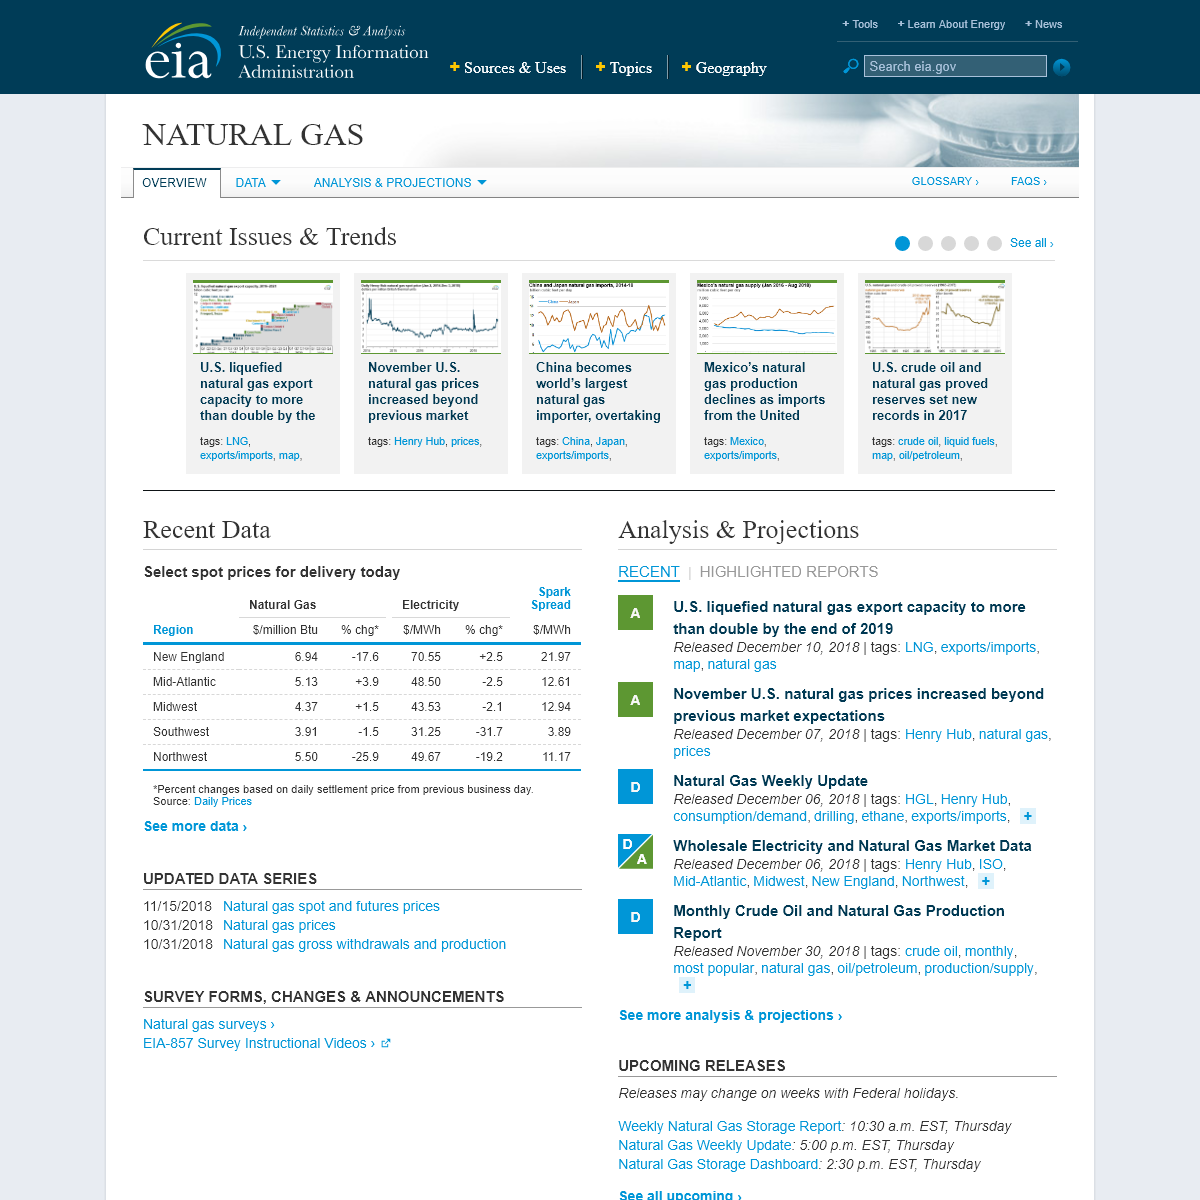 Independent Statistics & Analysis
eia U.S. Energy Information
Administration
+ Sources & Uses
+ Topics
+ Geography
+ Tools
+ Learn About Energy
+ News
Search eia.gov
NATURAL GAS
OVERVIEW
DATA
ANALYSIS & PROJECTIONS
GLOSSARY ›
FAQS ›
Current Issues & Trends
See all ›
U.S. liquefied
natural gas export
capacity to more
than double by the
tags: LNG,
exports/imports, map,
November U.S.
natural gas prices
increased beyond
previous market
tags: Henry Hub, prices,
China and Japan natural gas imports, 2014-18
China becomes
world's largest
natural gas
importer, overtaking
tags: China, Japan,
exports/imports,
Mexico's natural gas supply (Jan 2016 - Aug 2018)
Mexico's natural
gas production
declines as imports
from the United
tags: Mexico,
exports/imports,
U.S. crude oil and
natural gas proved
reserves set new
records in 2017
tags: crude oil, liquid fuels,
map, oil/petroleum,
Recent Data
Select spot prices for delivery today
Natural Gas Electricity Spark Spread
Region $/million Btu % chg* $/MWh % chg* $/MWh
New England 6.94 -17.6 70.55 +2.5 21.97
Mid-Atlantic 5.13 +3.9 48.50 -2.5 12.61
Midwest 4.37 +1.5 43.53 -2.1 12.94
Southwest 3.91 -1.5 31.25 -31.7 3.89
Northwest 5.50 -25.9 49.67 -19.2 11.17
*Percent changes based on daily settlement price from previous business day.
Source: Daily Prices
See more data ›
UPDATED DATA SERIES
11/15/2018 Natural gas spot and futures prices
10/31/2018 Natural gas prices
10/31/2018 Natural gas gross withdrawals and production
SURVEY FORMS, CHANGES & ANNOUNCEMENTS
Natural gas surveys ›
EIA-857 Survey Instructional Videos ›
Analysis & Projections
RECENT | HIGHLIGHTED REPORTS
A
U.S. liquefied natural gas export capacity to more
than double by the end of 2019
Released December 10, 2018 | tags: LNG, exports/imports,
map, natural gas
A
November U.S. natural gas prices increased beyond
previous market expectations
Released December 07, 2018 | tags: Henry Hub, natural gas,
prices
D
Natural Gas Weekly Update
Released December 06, 2018 | tags: HGL, Henry Hub,
consumption/demand, drilling, ethane, exports/imports, +
D A
Wholesale Electricity and Natural Gas Market Data
Released December 06, 2018 | tags: Henry Hub, ISO,
Mid-Atlantic, Midwest, New England, Northwest, +
D
Monthly Crude Oil and Natural Gas Production
Report
Released November 30, 2018 | tags: crude oil, monthly,
most popular, natural gas, oil/petroleum, production/supply,
+
See more analysis & projections ›
UPCOMING RELEASES
Releases may change on weeks with Federal holidays.
Weekly Natural Gas Storage Report: 10:30 a.m. EST, Thursday
Natural Gas Weekly Update: 5:00 p.m. EST, Thursday
Natural Gas Storage Dashboard: 2:30 p.m. EST, Thursday
See all upcoming ›